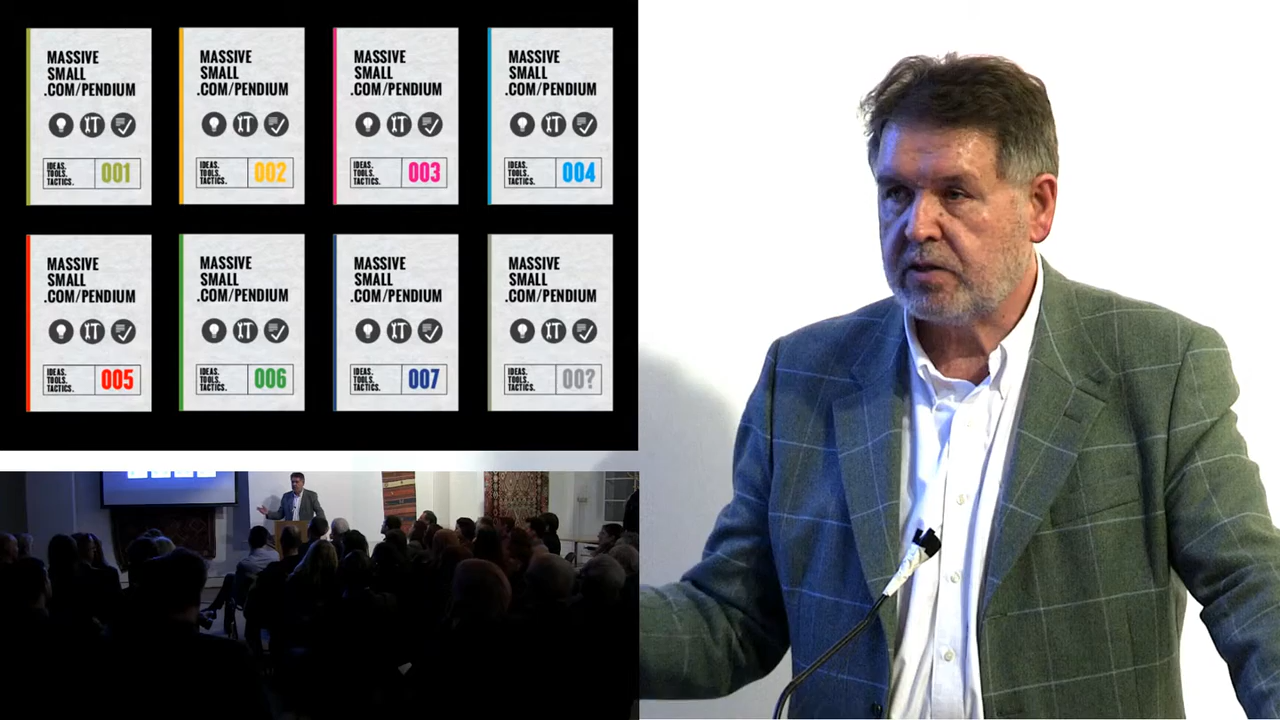 MASSIVE
SMALL
.COM/PENDIUM
IDEAS.
TOOLS.
TACTICS.
001
MASSIVE
SMALL
.COM/PENDIUM
IDEAS.
TOOLS.
TACTICS.
002
MASSIVE
SMALL
.COM/PENDIUM
IDEAS.
TOOLS.
TACTICS.
003
MASSIVE
SMALL
.COM/PENDIUM
IDEAS.
TOOLS.
TACTICS.
004
MASSIVE
SMALL
.COM/PENDIUM
IDEAS.
TOOLS.
TACTICS.
005
MASSIVE
SMALL
.COM/PENDIUM
IDEAS.
TOOLS.
TACTICS.
006
MASSIVE
SMALL
.COM/PENDIUM
IDEAS.
TOOLS.
TACTICS.
007
MASSIVE
SMALL
.COM/PENDIUM
IDEAS.
TOOLS.
TACTICS.
00?